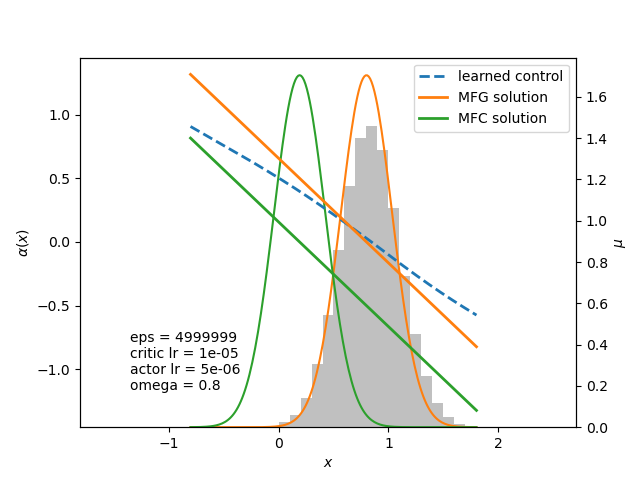 learned control
MFG solution
MFC solution
1.0
0.5
0.0
−0.5
−1.0
α(x)
eps = 4999999
critic lr = 1e-05
actor lr = 5e-06
omega = 0.8
1.6
1.4
1.2
1.0
0.8
0.6
0.4
0.2
0.0
μ
−1
0
1
2
x